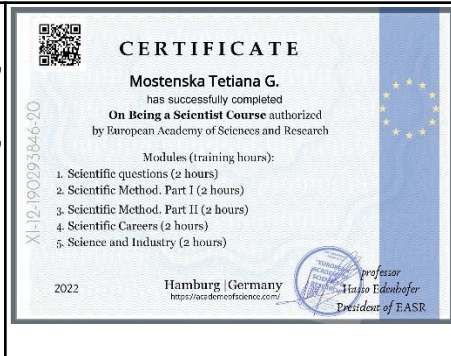 CERTIFICATE
Mostenska Tetiana G.
has successfully completed
On Being a Scientist Course authorized
by European Academy of Sciences and Research
Modules (training hours):
1. Scientific questions (2 hours)
2. Scientific Method. Part I (2 hours)
3. Scientific Method. Part II (2 hours)
4. Scientific Careers (2 hours)
5. Science and Industry (2 hours)
XI-12-190293846-20
2022
Hamburg | Germany
https://academeofscience.com/
professor
Hasso Edenhofer
President of EASR